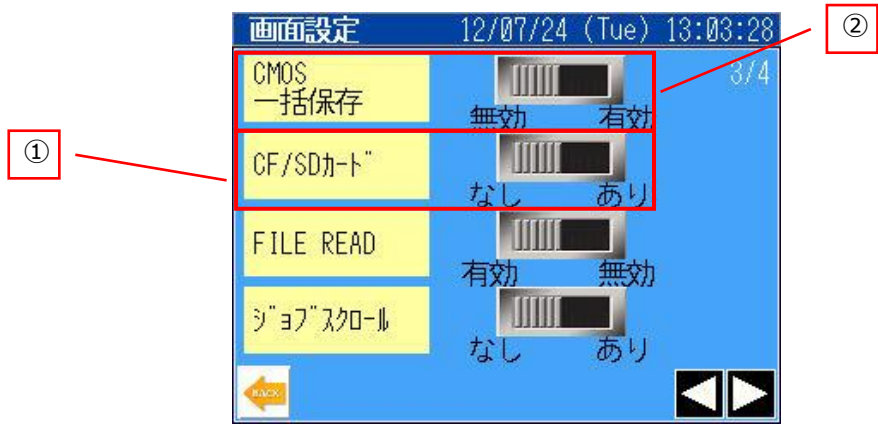 画面設定 12/07/24 (Tue) 13:03:28
②
3/4
CMOS
一括保存
無効 有効
①
CF/SDｶｰﾄﾞ
なし あり
FILE READ
有効 無効
ｼﾞｮﾌﾞｽｸﾛｰﾙ
なし あり
BACK